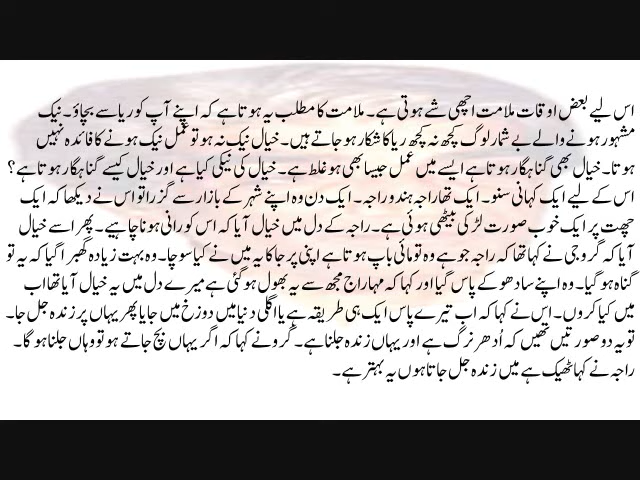 اس لیے بعض اوقات ملامت اچھی شے ہوتی ہے۔ ملامت کا مطلب یہ ہوتا ہے کہ اپنے آپ کو ریا سے بچاؤ۔ نیک
مشہور ہونے والے بے شمار لوگ کچھ نہ کچھ ریا کا شکار ہو جاتے ہیں۔ خیال نیک نہ ہو تو عمل نیک ہونے کا فائدہ نہیں
ہوتا۔ خیال بھی گناہگار ہوتا ہے ایسے میں عمل جیسا بھی ہو غلط ہے۔ خیال کی نیکی کیا ہے اور خیال کیسے گناہگار ہوتا ہے؟
اس کے لیے ایک کہانی سنو۔ ایک تھا راجہ ہندو راجہ۔ ایک دن وہ اپنے شہر کے بازار سے گزرا تو اس نے دیکھا کہ ایک
چھت پر ایک خوب صورت لڑکی بیٹھی ہوئی ہے۔ راجہ کے دل میں خیال آیا کہ اس کو رانی ہونا چاہیے۔ پھر اسے خیال
آیا کہ گرو جی نے کہا تھا کہ راجہ جو ہے وہ تو مائی باپ ہوتا ہے اپنی پرجا کا یہ میں نے کیا سوچا۔ وہ بہت زیادہ گھبرا گیا کہ یہ تو
گناہ ہو گیا۔ وہ اپنے سادھو کے پاس گیا اور کہا کہ مہاراج مجھ سے یہ بھول ہو گئی ہے میرے دل میں یہ خیال آیا تھا اب
میں کیا کروں۔ اس نے کہا کہ اب تیرے پاس ایک ہی طریقہ ہے یا اگلی دنیا میں دوزخ میں جا یا پھر یہاں پر زندہ جل جا۔
تو یہ دو صورتیں تھیں کہ اُدھر نرگ ہے اور یہاں زندہ جلنا ہے۔ گرو نے کہا کہ اگر یہاں بچ جاتے ہو تو وہاں جلنا ہو گا۔
راجہ نے کہا ٹھیک ہے میں زندہ جل جاتا ہوں یہ بہتر ہے۔